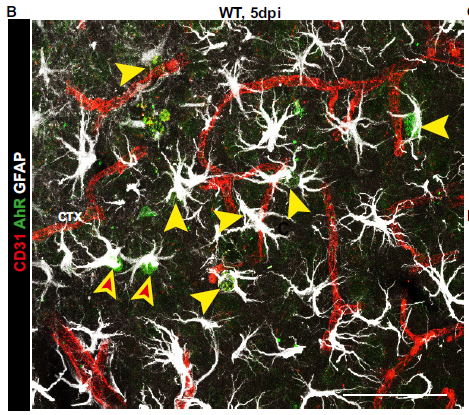 B
WT, 5dpi
CD31 AhR GFAP
CTX